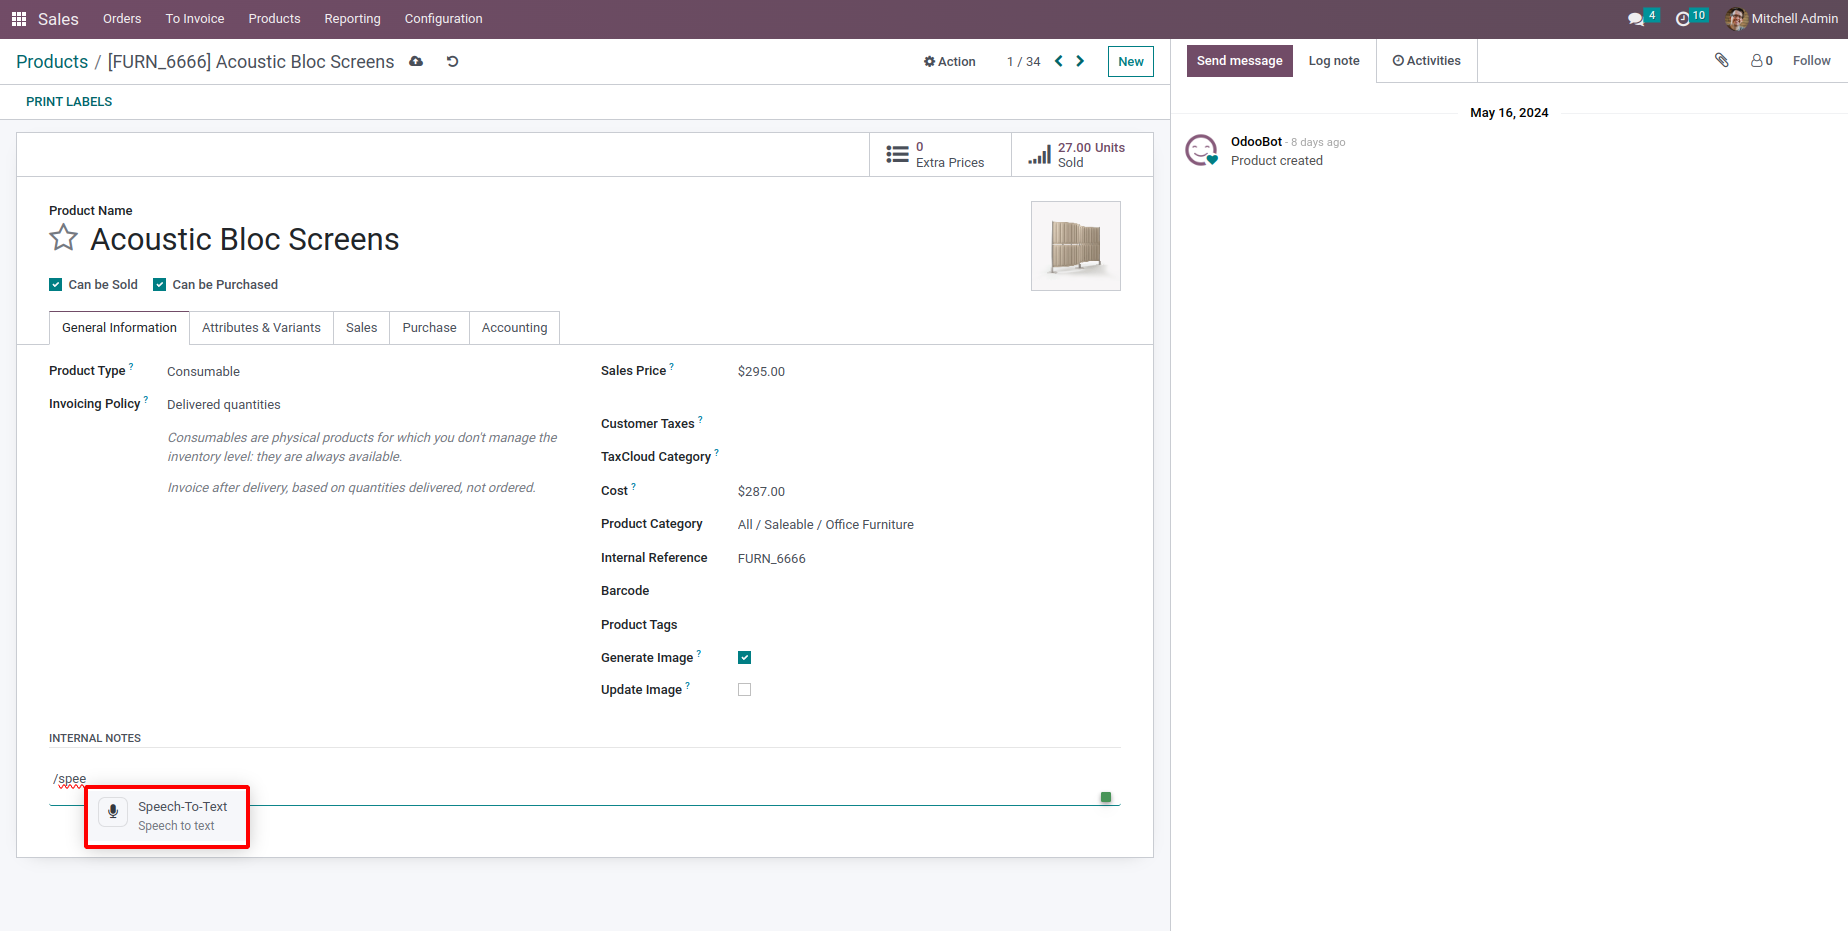 Sales Orders To Invoice Products Reporting Configuration 4 10 Mitchell Admin
Products / [FURN_6666] Acoustic Bloc Screens Action 1 / 34 New
PRINT LABELS
0
Extra Prices
27.00 Units
Sold
Product Name
Acoustic Bloc Screens
Can be Sold Can be Purchased
General Information Attributes & Variants Sales Purchase Accounting
Product Type ? Consumable
Invoicing Policy ? Delivered quantities
Consumables are physical products for which you don't manage the
inventory level: they are always available.
Invoice after delivery, based on quantities delivered, not ordered.
Sales Price ? $295.00
Customer Taxes ?
TaxCloud Category ?
Cost ? $287.00
Product Category All / Saleable / Office Furniture
Internal Reference FURN_6666
Barcode
Product Tags
Generate Image ?
Update Image ?
INTERNAL NOTES
/spee
Speech-To-Text
Speech to text
Send message Log note Activities 0 Follow
May 16, 2024
OdooBot - 8 days ago
Product created